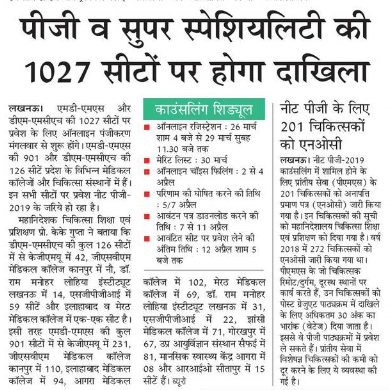 पीजी व सुपर स्पेशियलिटी की
1027 सीटों पर होगा दाखिला
लखनऊ। एमडी-एमएस और
डीएम-एमसीएच की 1027 सीटों पर
प्रवेश के लिए ऑनलाइन पंजीकरण
मंगलवार से शुरू होंगे। एमडी-एमएस
की 901 और डीएम-एमसीएच की
126 सीटें प्रदेश के विभिन्न मेडिकल
कॉलेजों और चिकित्सा संस्थानों में हैं।
इन सभी सीटों पर प्रवेश नीट पीजी-
2019 के जरिये हो रहा है।
महानिदेशक चिकित्सा शिक्षा एवं
प्रशिक्षण प्रो. केके गुप्ता ने बताया कि
डीएम-एमसीएच की कुल 126 सीटों
में से केजीएमयू में 42, जीएसवीएम
मेडिकल कॉलेज कानपुर में नौ, डॉ.
राम मनोहर लोहिया इंस्टीट्यूट
लखनऊ में 14, एसजीपीजीआई में
59 सीटें और इलाहाबाद व मेरठ
मेडिकल कॉलेज में एक-एक सीट है।
इसी तरह एमडी-एमएस की कुल
901 सीटों में से केजीएमयू में 231,
जीएसवीएम मेडिकल कॉलेज
कानपुर में 110, इलाहाबाद मेडिकल
कॉलेज में 94, आगरा मेडिकल
काउंसलिंग शिड्यूल
ऑनलाइन रजिस्ट्रेशन : 26 मार्च
शाम 4 बजे से 29 मार्च सुबह
11.30 बजे तक
मेरिट लिस्ट : 30 मार्च
ऑनलाइन चॉइस फिलिंग : 2 से 4
अप्रैल
परिणाम की घोषित करने की तिथि
: 5/7 अप्रैल
आवंटन पत्र डाउनलोड करने की
तिथि : 7 से 11 अप्रैल
आवंटित सीट पर प्रवेश लेने की
अंतिम तिथि : 12 अप्रैल शाम 5
बजे तक
कॉलेज में 102, मेरठ मेडिकल
कॉलेज में 69, डॉ. राम मनोहर
लोहिया इंस्टीट्यूट लखनऊ में 31,
एसजीपीआई में 22, झांसी
मेडिकल कॉलेज में 71, गोरखपुर में
67, उप्र आयुर्विज्ञान संस्थान सैफई में
81, मानसिक स्वास्थ्य केंद्र आगरा में
08 और आरआईओ सीतापुर में 15
सीटें हैं। ब्यूरो
नीट पीजी के लिए
201 चिकित्सकों
को एनओसी
लखनऊ। नीट पीजी-2019
काउंसलिंग में शामिल होने के
लिए प्रांतीय सेवा (पीएमएस) के
201 चिकित्सकों को अनापत्ति
प्रमाण पत्र (एनओसी) जारी किया
गया है। इन चिकित्सकों की सूची
को महानिदेशालय चिकित्सा शिक्षा
एवं प्रशिक्षण को दिया गया है। वर्ष
2018 में 272 चिकित्सकों को
एनओसी जारी किया गया था।
पीएमएस के जो चिकित्सक
रिमोट/दुर्गम, दूरस्थ स्थानों पर
कार्य करते हैं, उन चिकित्सकों को
पोस्ट ग्रेजुएट पाठ्यक्रम में दाखिले
के लिए अधिकतम 30 अंक का
भारांक (वेटेज) दिया जाता है।
इससे वे पीजी पाठ्यक्रमों में प्रवेश
ले सकते हैं। प्रांतीय सेवा में
विशेषज्ञ चिकित्सकों की कमी को
दूर करने के लिए ये व्यवस्था की
गई है।